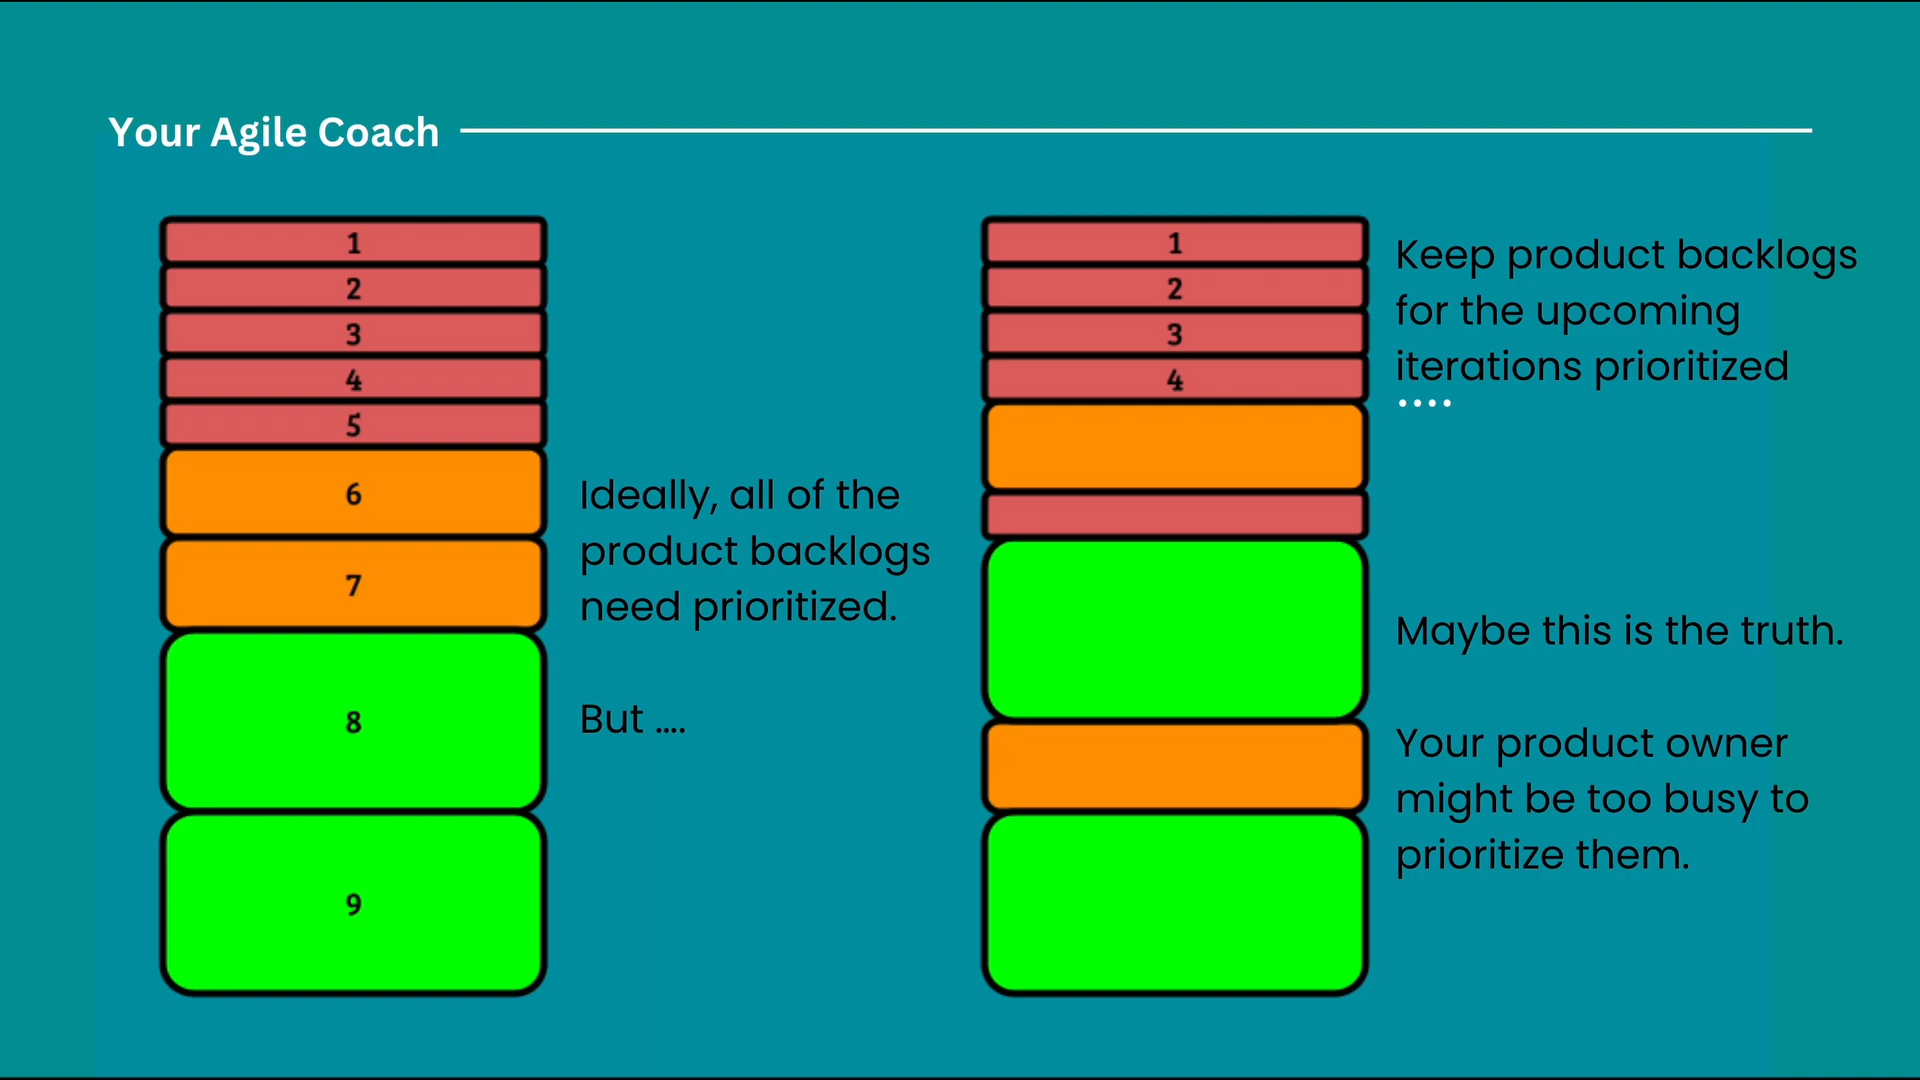 Your Agile Coach
1
2
3
4
5
6
7
8
9
Ideally, all of the
product backlogs
need prioritized.
But ....
1
2
3
4
Keep product backlogs
for the upcoming
iterations prioritized
....
Maybe this is the truth.
Your product owner
might be too busy to
prioritize them.